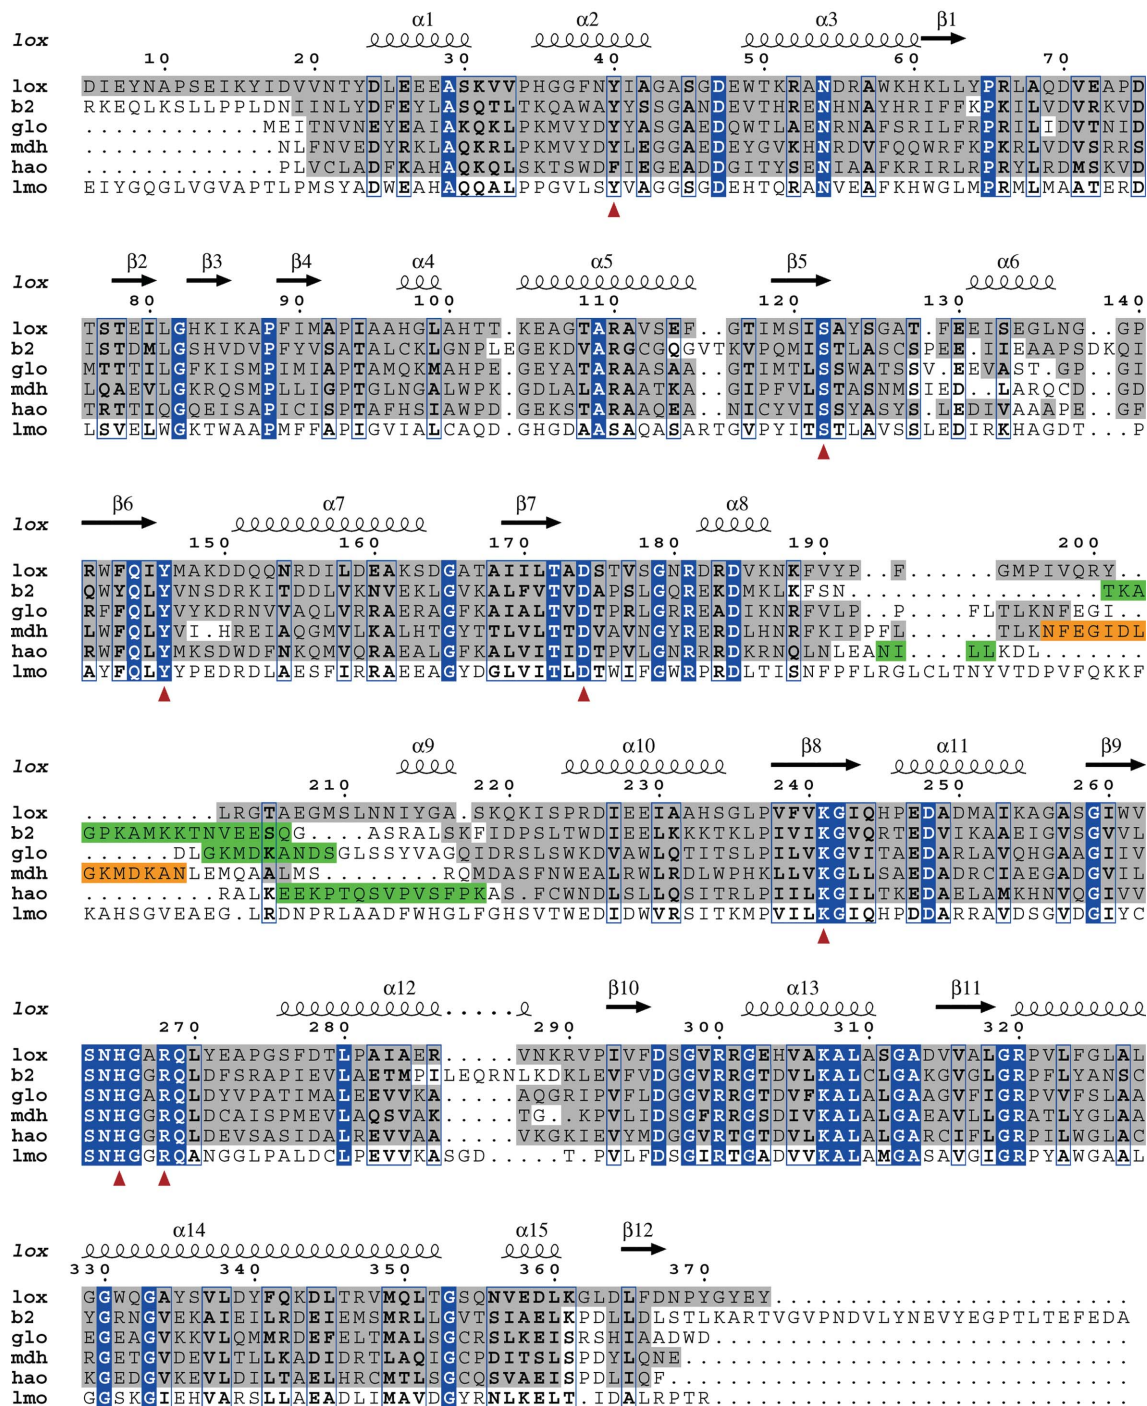 α1 α2 α3 β1
lox
10 20 30 40 50 60 70
lox DIEYNAPSEIKYIDVVNTYDLEEEASKVVPHGGFNYIAGASGDEWTKRANDRAWKHKLLYPRLAQDVEAPD
b2 RKEQLKSLLPPLDNIINLYDFEYLASQTLTKQAWAYYSSGANDEVTHRENHNAYHRIFFKPKILVDVRKVD
glo ............MEITNVNEYEAIAKQKLPKMVYDYYASGAEDQWTLAENRNAFSRILFRPRILIDVTNID
mdh .............NLFNVEDYRKLAQKRLPKMVYDYLEGGAEDEYGVKHNRDVFQQWRFKPKRLVDVSRRS
hao .............PLVCLADFKAHAQKQLSKTSWDFIEGEADDGITYSENIAAFKRIRLRPRYLRDMSKVD
lmo EIYGQGLVGVAPTLPMSYADWEAHAQQALPPGVLSYVAGGSGDEHTQRANVEAFKHWGLMPRMLMAATERD
β2 β3 β4 α4 α5 β5 α6
lox
80 90 100 110 120 130 140
lox TSTEILGHKIKAPFIMAPIAAHGLAHTT.KEAGTARAVSEF..GTIMSISAYSGAT.FEEISEGLNG..GP
b2 ISTDMLGSHVDVPFYVSATALCKLGNPLEGEKDVARGCGQGVTKVPQMISTLASCSPEE.IIEAAPSDKQI
glo MTTTILGFKISMPIMIAPTAMQKMAHPE.GEYATARAASAA..GTIMTLSSWATSSV.EEVAST.GP..GI
mdh LQAEVLGKRQSMPLLIGPTGLNGALWPK.GDLALARAATKA..GIPFVLSTASNMSIED..LARQCD..GD
hao TRTTIQGQEISAPICISPTAFHSIAWPD.GEKSTARAAQEA..NICYVISSYASYS.LEDIVAAAPE..GF
lmo LSVELWGKTWAAPMFFAPIGVIALCAQD.GHGDAASAQASARTGVPYITSTLAVSSLEDIRKHAGDT...P
β6 α7 β7 α8
lox
150 160 170 180 190 200
lox RWFQIYMAKDDQQNRDILDEAKSDGATAIILTADSTVSGNRDRDVKNKFVYP..F......GMPIVQRY.
b2 QWYQLYVNSDRKITDDLVKNVEKLGVKALFVTVDAPSLGQREKDMKLKFSN................TKA
glo RFFQLYVYKDRNVVAQLVRRAERAGFKAIALTVDTPRLGRREADIKNRFVLP..P....FLTLKNFEGI..
mdh LWFQLYVI.HREIAQGMVLKALHTGYTTLVLTTDVAVNGYRERDLHNRFKIPPFL......TLKNFEGIDL
hao RWFQLYMKSDWDFNKQMVQRAEALGFKALVITIDTPVLGNRRRDKRNQLNLEANI....LLKDL.......
lmo AYFQLYYPEDRDLAESFIRRAEEAGYDGLVITLDTWIFGWRPRDLTISNFPFLRGLCLTNYVTDPVFQKKF
α9 α10 β8 α11 β9
lox
210 220 230 240 250 260
lox .........LRGTAEGMSLNNIYGA.SKQKISPRDIEEIAAHSGLPVFVKGIQHPEDADMAIKAGASGIWV
b2 GPKAMKKTNVEESQG....ASRALSKFIDPSLTWDIEELKKKTKLPIVIKGVQRTEDVIKAAEIGVSGVVL
glo ......DLGKMDKANDSGLSSYVAGQIDRSLSWKDVAWLQTITSLPILVKGVITAEDARLAVQHGAAGIIV
mdh GKMDKANLEMQAALMS........RQMDASFNWEALRWLRDLWPHKLLVKGLLSAEDADRCIAEGADGVIL
hao .........RALKEEKPTQSVPVSFPKAS.FCWNDLSLLQSITRLPIILKGILTKEDAELAMKHNVQGIVV
lmo KAHSGVEAEG.LRDNPRLAADFWHGLFGHSVTWEDIDWVRSITKMPVILKGIQHPDDARRAVDSGVDGIYC
α12 β10 α13 β11
lox
270 280 290 300 310 320
lox SNHGARQLYEAPGSFDTLPAIAER.....VNKRVPIVFDSGVRRGEHVAKALASGADVVALGRPVLFGLAL
b2 SNHGGRQLDFSRAPIEVLAETMPILEQRNLKDKLEVFVDGGVRRGTDVLKALCLGAKGVGLGRPFLYANSC
glo SNHGARQLDYVPATIMALEEVVKA.....AQGRIPVFLDGGVRRGTDVFKALALGAAGVFIGRPVVFSLAA
mdh SNHGGRQLDCAISPMEVLAQSVAK.....TG..KPVLIDSGFRRGSDIVKALALGAEAVLLGRATLYGLAA
hao SNHGGRQLDEVSASIDALREVVAA.....VKGKIEVYMDGGVRTGTDVLKALALGARCIFLGRPILWGLAC
lmo SNHGGRQANGGLPALDCLPEVVKASGD.....T.PVLFDSGIRTGADVVKALAMGASAVGIGRPYAWGAAL
α14 α15 β12
lox
330 340 350 360 370
lox GGWQGAYSVLDYFQKDLTRVMQLTGSQNVEDLKGLDLFDNPYGYEY........................
b2 YGRNGVEKAIEILRDEIEMSMRLLGVTSIAELKPDLLDLSTLKARTVGVPNDVLYNEVYEGPTLTEFEDA
glo EGEAGVKKVLQMMRDEFELTMALSGCRSLKEISRSHIAADWD............................
mdh RGETGVDEVLTLLKADIDRTLAQIGCPDITSLSPDYLQNE..............................
hao KGEDGVKEVLDILTAELHRCMTLSGCQSVAEISPDLIQF...............................
lmo GGSKGIEHVARSLLAEADLIMAVDGYRNLKELT.IDALRPTR............................